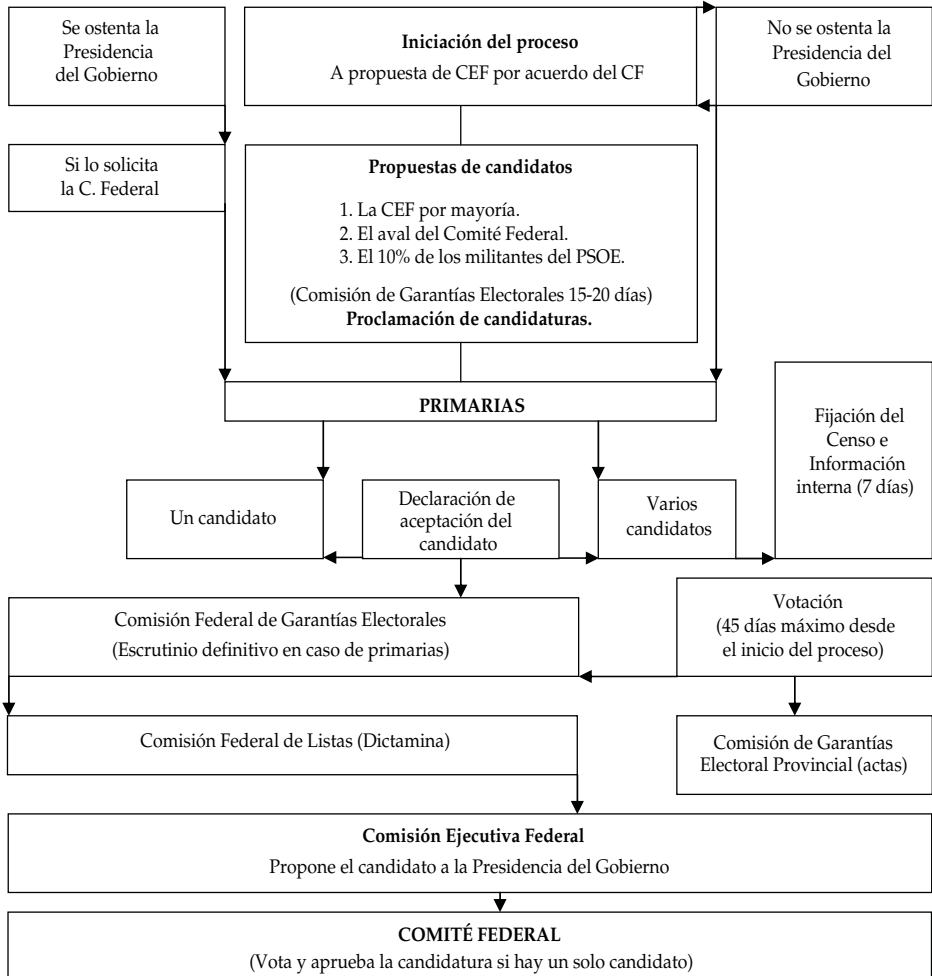 Se ostenta la
Presidencia
del Gobierno
Iniciación del proceso
A propuesta de CEF por acuerdo del CF
No se ostenta la
Presidencia del
Gobierno
Si lo solicita
la C. Federal
Propuestas de candidatos
1. La CEF por mayoría.
2. El aval del Comité Federal.
3. El 10% de los militantes del PSOE.
(Comisión de Garantías Electorales 15-20 días)
Proclamación de candidaturas.
PRIMARIAS
Fijación del
Censo e
Información
interna (7 días)
Un candidato
Declaración de
aceptación del
candidato
Varios
candidatos
Comisión Federal de Garantías Electorales
(Escrutinio definitivo en caso de primarias)
Votación
(45 días máximo desde
el inicio del proceso)
Comisión Federal de Listas (Dictamina)
Comisión de Garantías
Electoral Provincial (actas)
Comisión Ejecutiva Federal
Propone el candidato a la Presidencia del Gobierno
COMITÉ FEDERAL
(Vota y aprueba la candidatura si hay un solo candidato)